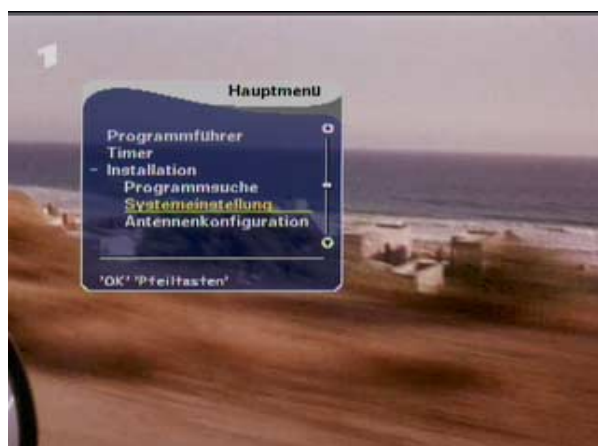 1
Hauptmenü
Programmführer
Timer
- Installation
Programmsuche
Systemeinstellung
Antennenkonfiguration
'OK' 'Pfeiltasten'